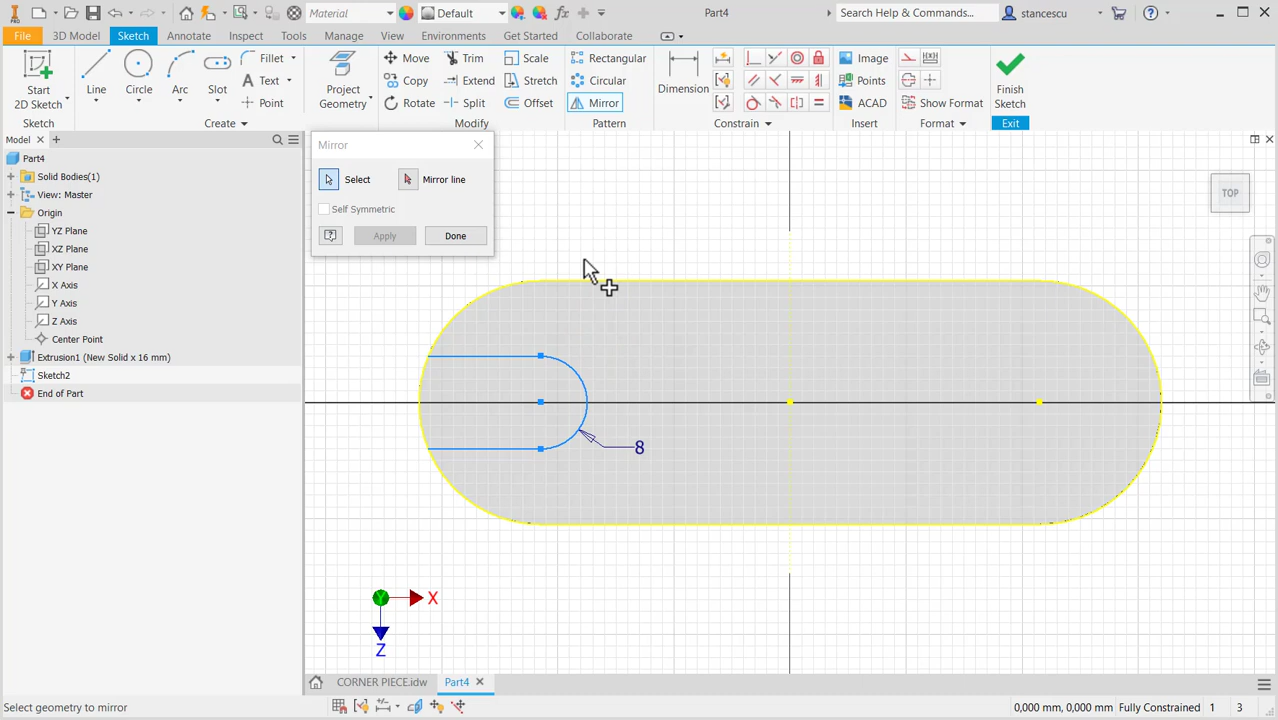 PRO
Material
Default
fx
Part4
Search Help & Commands...
stancescu
File
3D Model
Sketch
Annotate
Inspect
Tools
Manage
View
Environments
Get Started
Collaborate
Start
2D Sketch
Line
Circle
Arc
Slot
Fillet
Text
Point
Project
Geometry
Move
Trim
Scale
Copy
Extend
Stretch
Rotate
Split
Offset
Rectangular
Circular
Mirror
Dimension
Image
Points
ACAD
Show Format
Finish
Sketch
Sketch
Create
Modify
Pattern
Constrain
Insert
Format
Exit
Model
Part4
Solid Bodies(1)
View: Master
Origin
YZ Plane
XZ Plane
XY Plane
X Axis
Y Axis
Z Axis
Center Point
Extrusion1 (New Solid x 16 mm)
Sketch2
End of Part
Mirror
Select
Mirror line
Self Symmetric
Apply
Done
TOP
8
Y
X
Z
CORNER PIECE.idw
Part4
Select geometry to mirror
0,000 mm, 0,000 mm
Fully Constrained
1
3